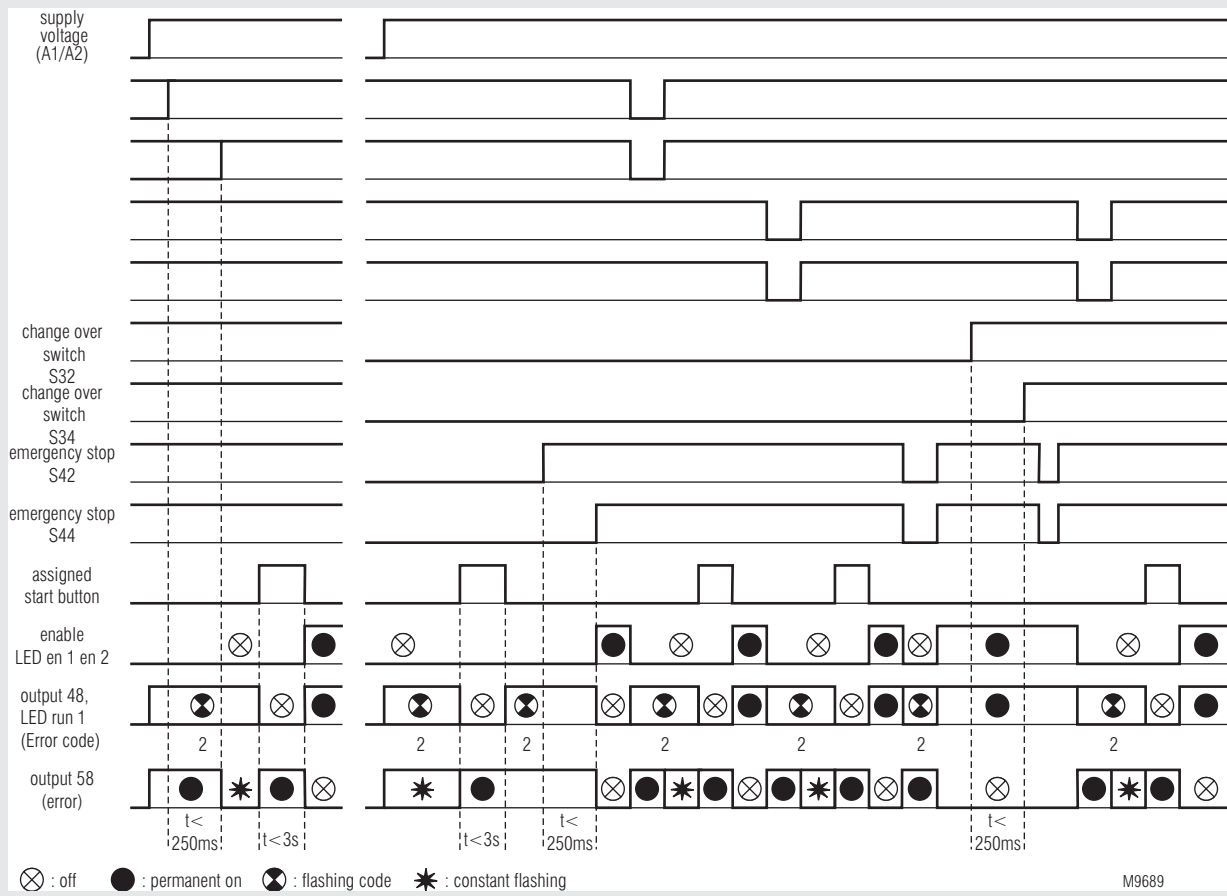 supply
voltage
(A1/A2)
change over
switch
S32
change over
switch
S34
emergency stop
S42
emergency stop
S44
assigned
start button
enable
LED en 1 en 2
output 48,
LED run 1
(Error code)
2 2 2 2 2 2 2
output 58
(error)
t<
250ms
t<3s
t<3s
t<
250ms
t<
250ms
: off : permanent on : flashing code : constant flashing
M9689